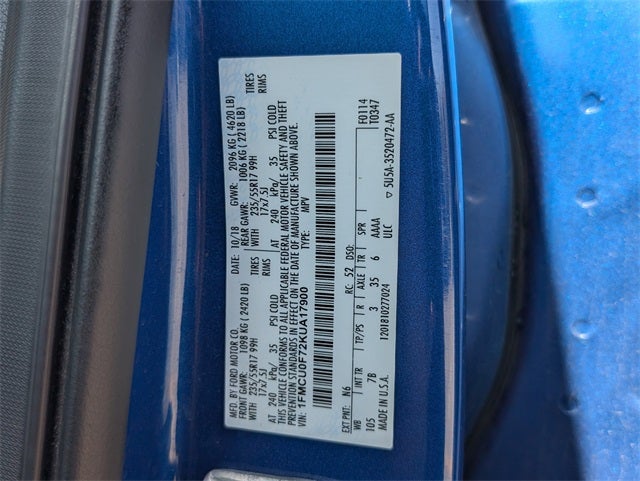 MFD. BY FORD MOTOR CO. DATE: 10/18 GVWR: 2096 KG ( 4620 LB)
FRONT GAWR: 1098 KG ( 2420 LB) REAR GAWR: 1006 KG ( 2218 LB)
WITH 235/55R17 99H TIRES WITH 235/55R17 99H TIRES
17x7.5J RIMS 17x7.5J RIMS
AT 240 kPa/ 35 PSI COLD AT 240 kPa/ 35 PSI COLD
THIS VEHICLE CONFORMS TO ALL APPLICABLE FEDERAL MOTOR VEHICLE SAFETY AND THEFT
PREVENTION STANDARDS IN EFFECT ON THE DATE OF MANUFACTURE SHOWN ABOVE.
VIN: 1FMCU0F72KUA17900 TYPE: MPV
EXT PNT: N6 RC: 52 DSO: F0114
WB INT TR TP/PS R AXLE TR SPR T0347
105 7B 3 35 6 AAAA
MADE IN U.S.A. 1201810277024 ULC ▽ 5U5A-3520472-AA